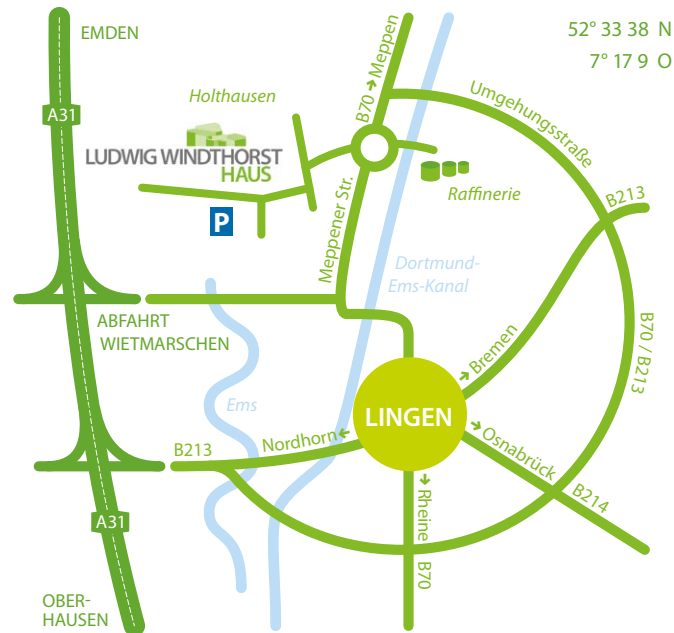 EMDEN
52° 33 38 N
7° 17 9 O
A31
Holthausen
B70 → Meppen
Umgehungsstraße
LUDWIG WINDTHORST
HAUS
Raffinerie
B213
P
Meppener Str.
Dortmund-
Ems-Kanal
ABFAHRT
WIETMARSCHEN
B70 / B213
→ Bremen
Ems
LINGEN
B213
Nordhorn ←
→ Osnabrück
B214
→ Rheine
B70
A31
OBER-
HAUSEN